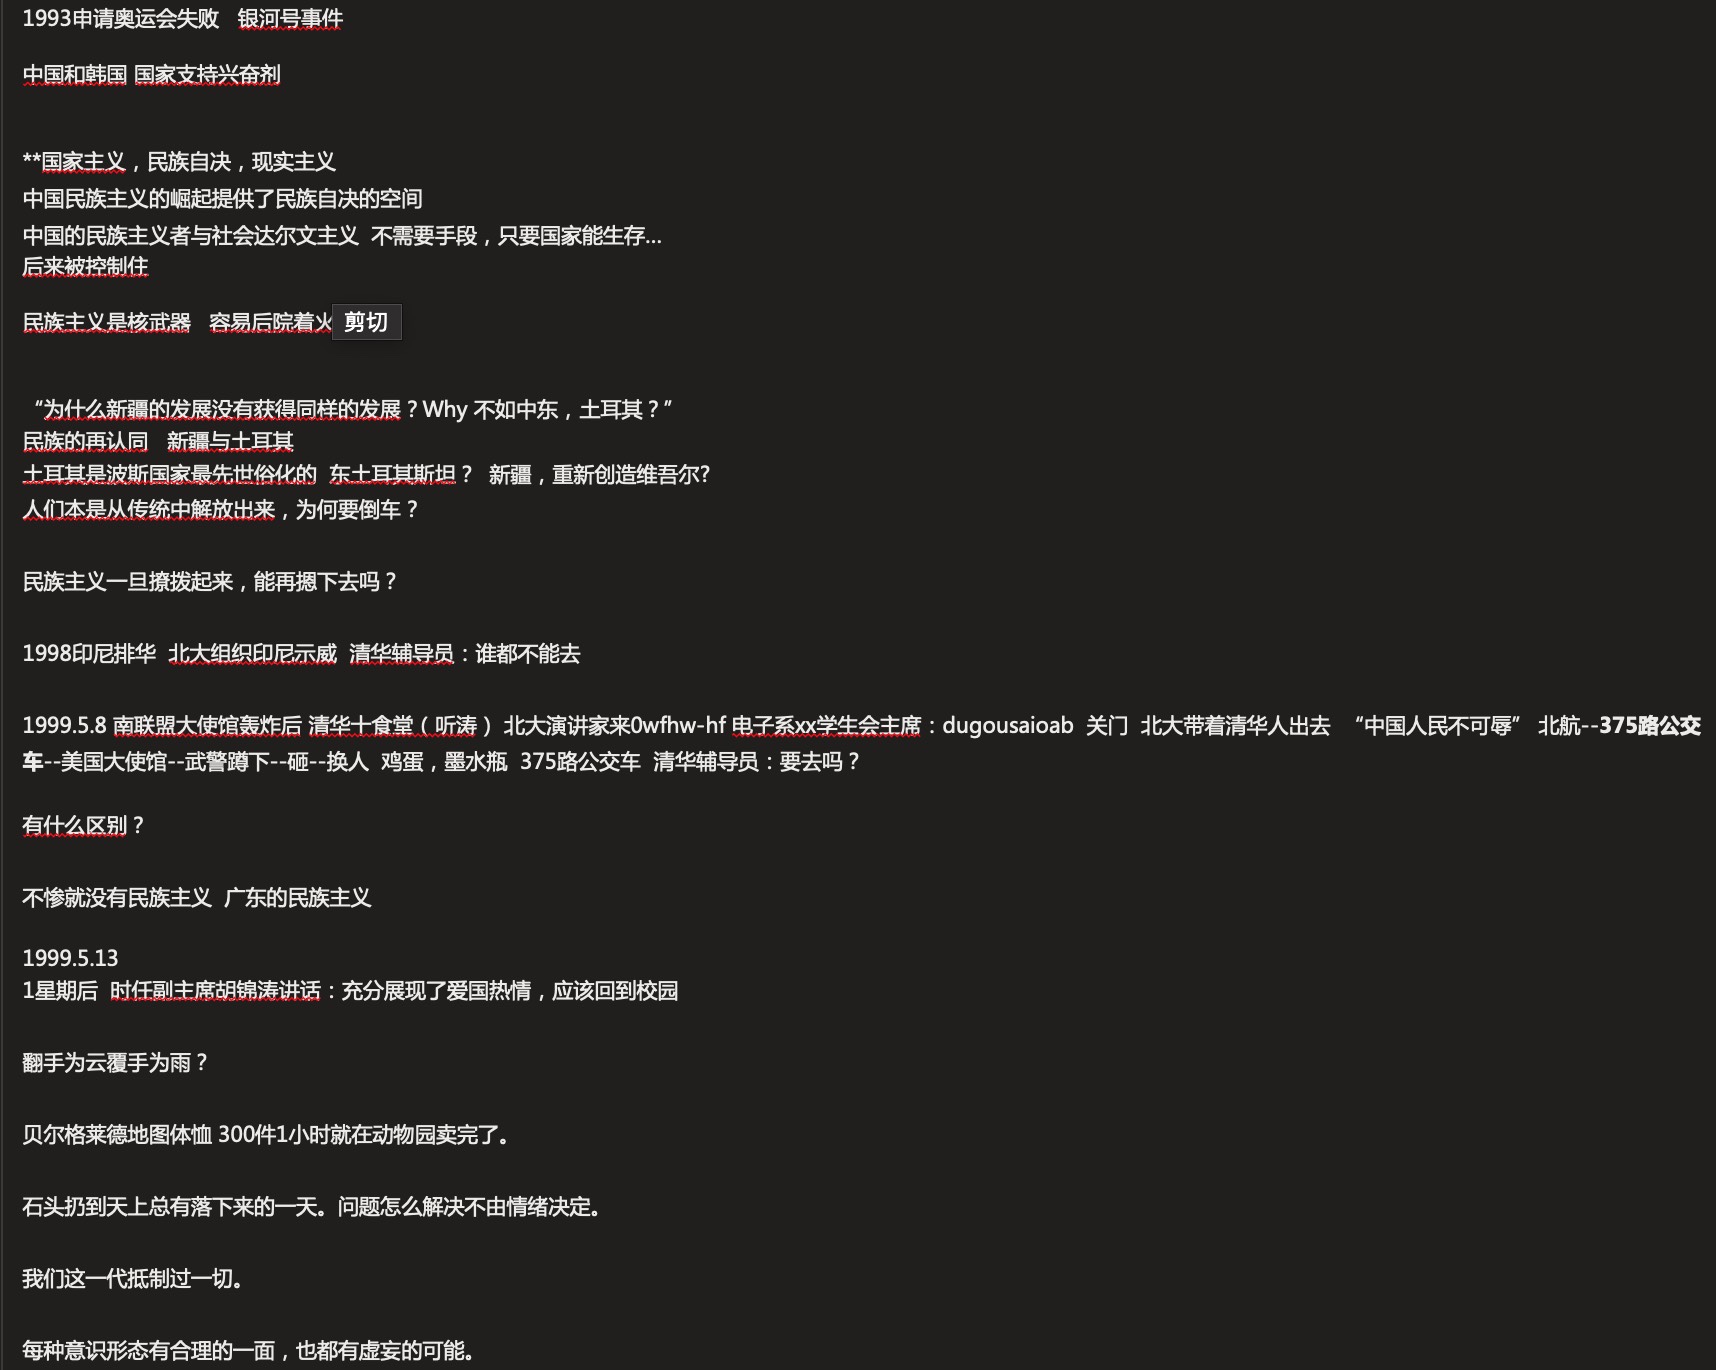 1993申请奥运会失败   银河号事件
中国和韩国 国家支持兴奋剂
**国家主义，民族自决，现实主义
中国民族主义的崛起提供了民族自决的空间
中国的民族主义者与社会达尔文主义  不需要手段，只要国家能生存...
后来被控制住
民族主义是核武器   容易后院着火 剪切
“为什么新疆的发展没有获得同样的发展？Why 不如中东，土耳其？”
民族的再认同   新疆与土耳其
土耳其是波斯国家最先世俗化的  东土耳其斯坦？  新疆，重新创造维吾尔?
人们本是从传统中解放出来，为何要倒车？
民族主义一旦撩拨起来，能再摁下去吗？
1998印尼排华  北大组织印尼示威  清华辅导员：谁都不能去
1999.5.8 南联盟大使馆轰炸后 清华十食堂（听涛） 北大演讲家来0wfhw-hf 电子系xx学生会主席：dugousaioab  关门  北大带着清华人出去  “中国人民不可辱”  北航--375路公交
车--美国大使馆--武警蹲下--砸--换人  鸡蛋，墨水瓶  375路公交车  清华辅导员：要去吗？
有什么区别？
不惨就没有民族主义  广东的民族主义
1999.5.13
1星期后  时任副主席胡锦涛讲话：充分展现了爱国热情，应该回到校园
翻手为云覆手为雨？
贝尔格莱德地图体恤 300件1小时就在动物园卖完了。
石头扔到天上总有落下来的一天。问题怎么解决不由情绪决定。
我们这一代抵制过一切。
每种意识形态有合理的一面，也都有虚妄的可能。